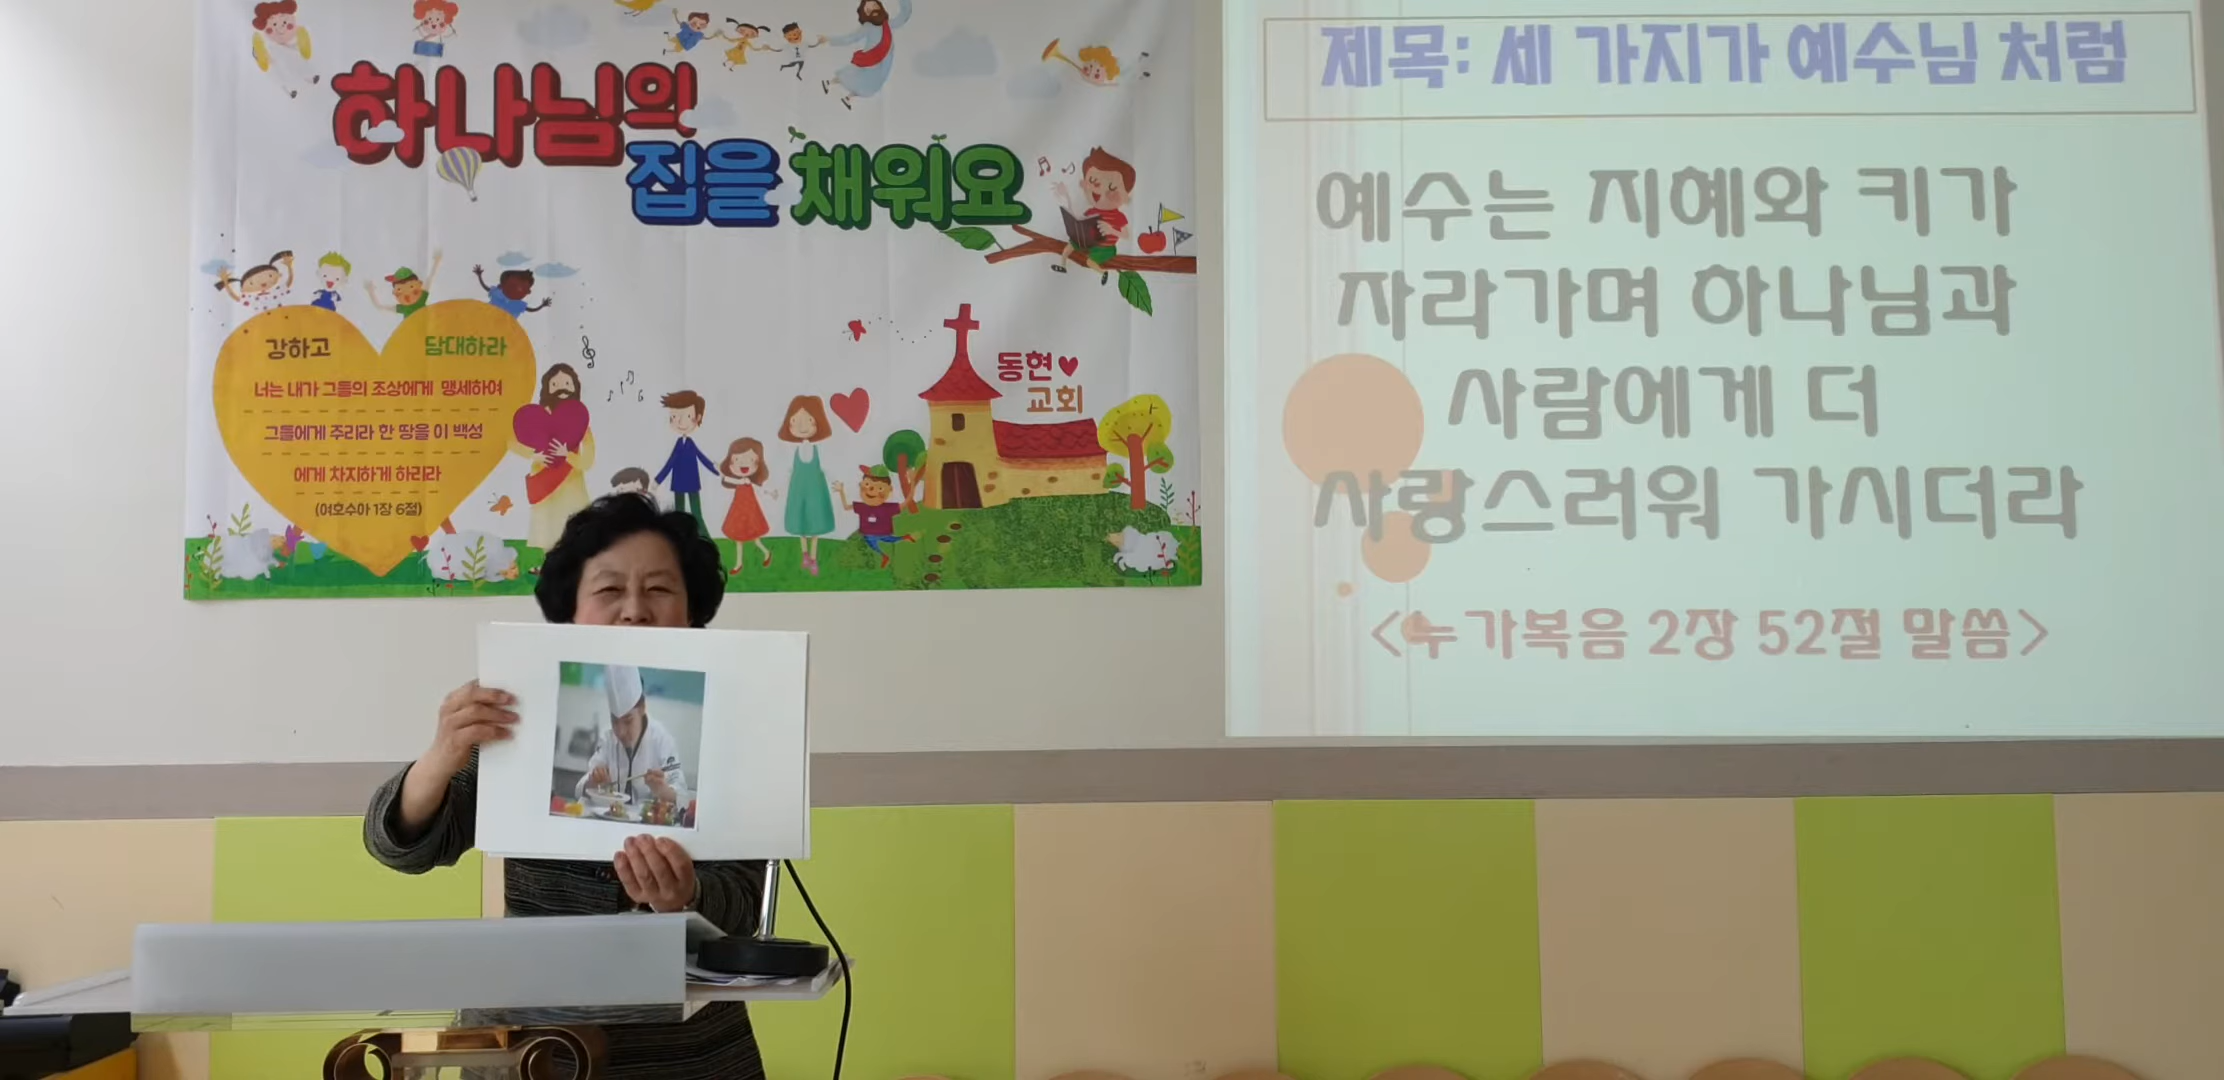 하나님의
집을 채워요
강하고 담대하라
너는 내가 그들의 조상에게 맹세하여
그들에게 주리라 한 땅을 이 백성
에게 차지하게 하리라
(여호수아 1장 6절)
동현
교회
제목: 세 가지가 예수님 처럼
예수는 지혜와 키가
자라가며 하나님과
사람에게 더
사랑스러워 가시더라
<누가복음 2장 52절 말씀>